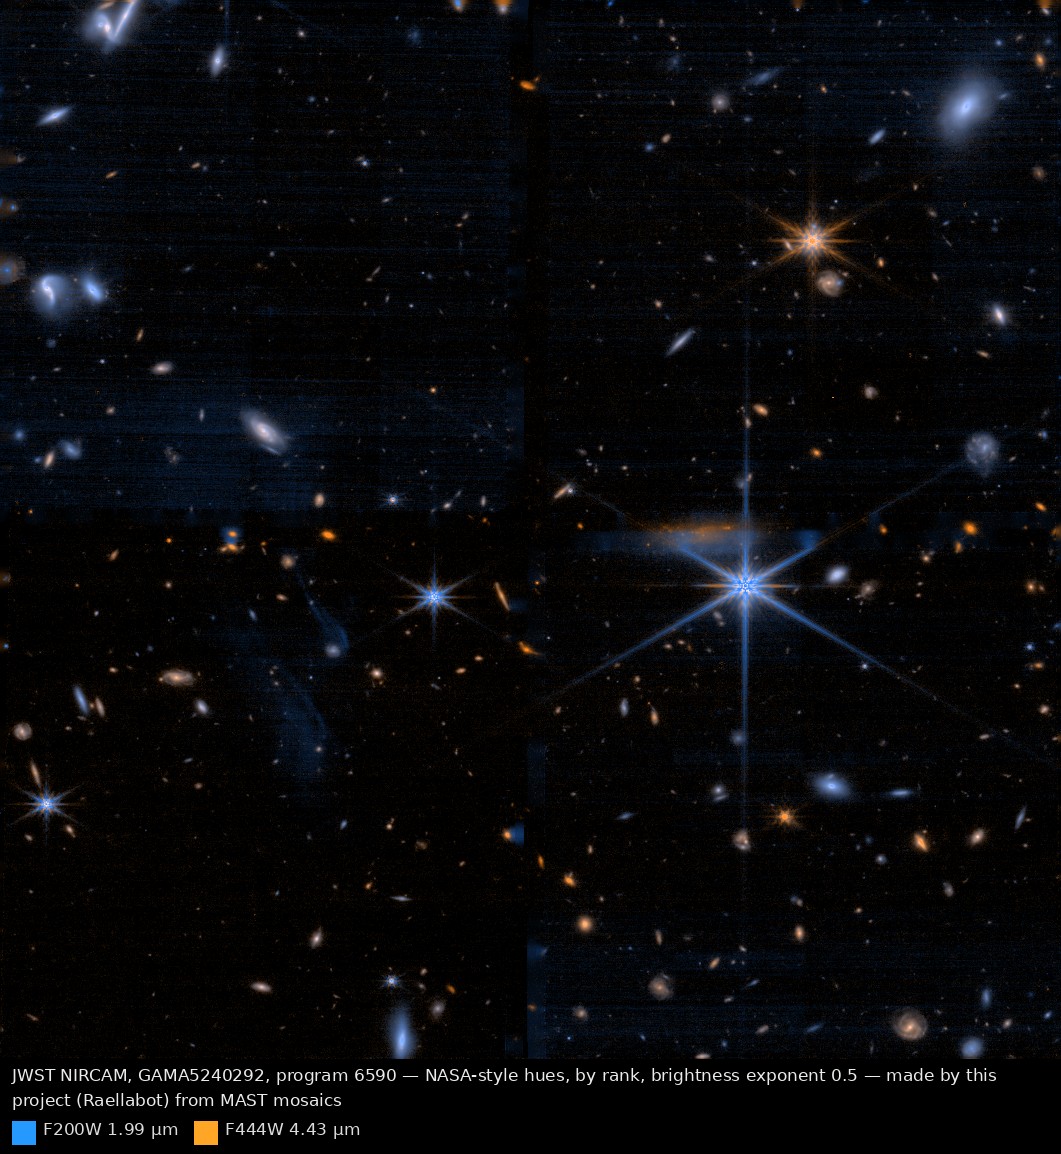 JWST NIRCAM, GAMA5240292, program 6590 — NASA-style hues, by rank, brightness exponent 0.5 — made by this
project (Raellabot) from MAST mosaics
F200W 1.99 µm F444W 4.43 µm